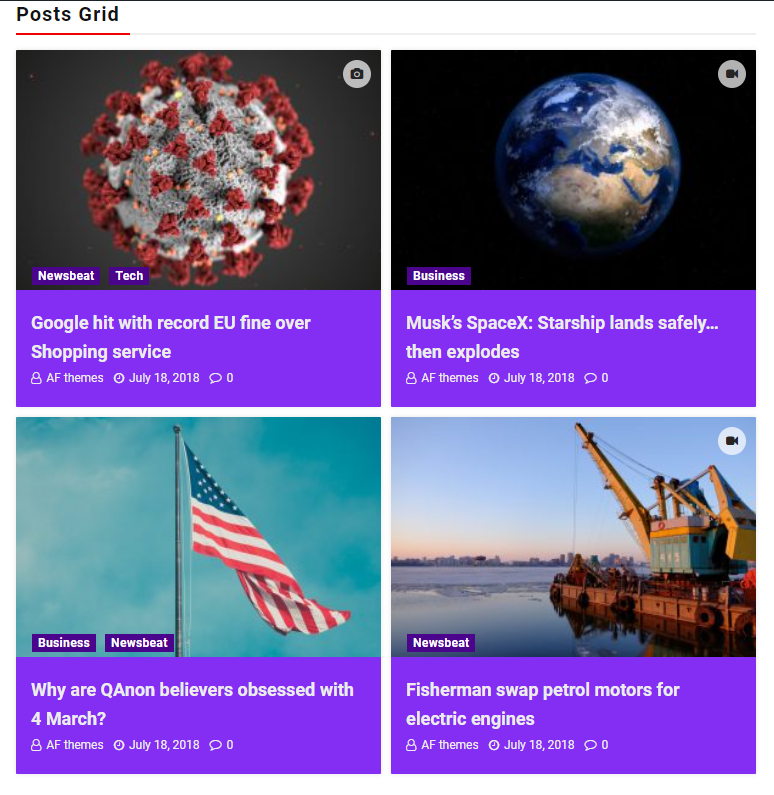 Posts Grid
Newsbeat Tech
Google hit with record EU fine over
Shopping service
AF themes July 18, 2018 0
Business
Musk’s SpaceX: Starship lands safely…
then explodes
AF themes July 18, 2018 0
Business Newsbeat
Why are QAnon believers obsessed with
4 March?
AF themes July 18, 2018 0
Newsbeat
Fisherman swap petrol motors for
electric engines
AF themes July 18, 2018 0